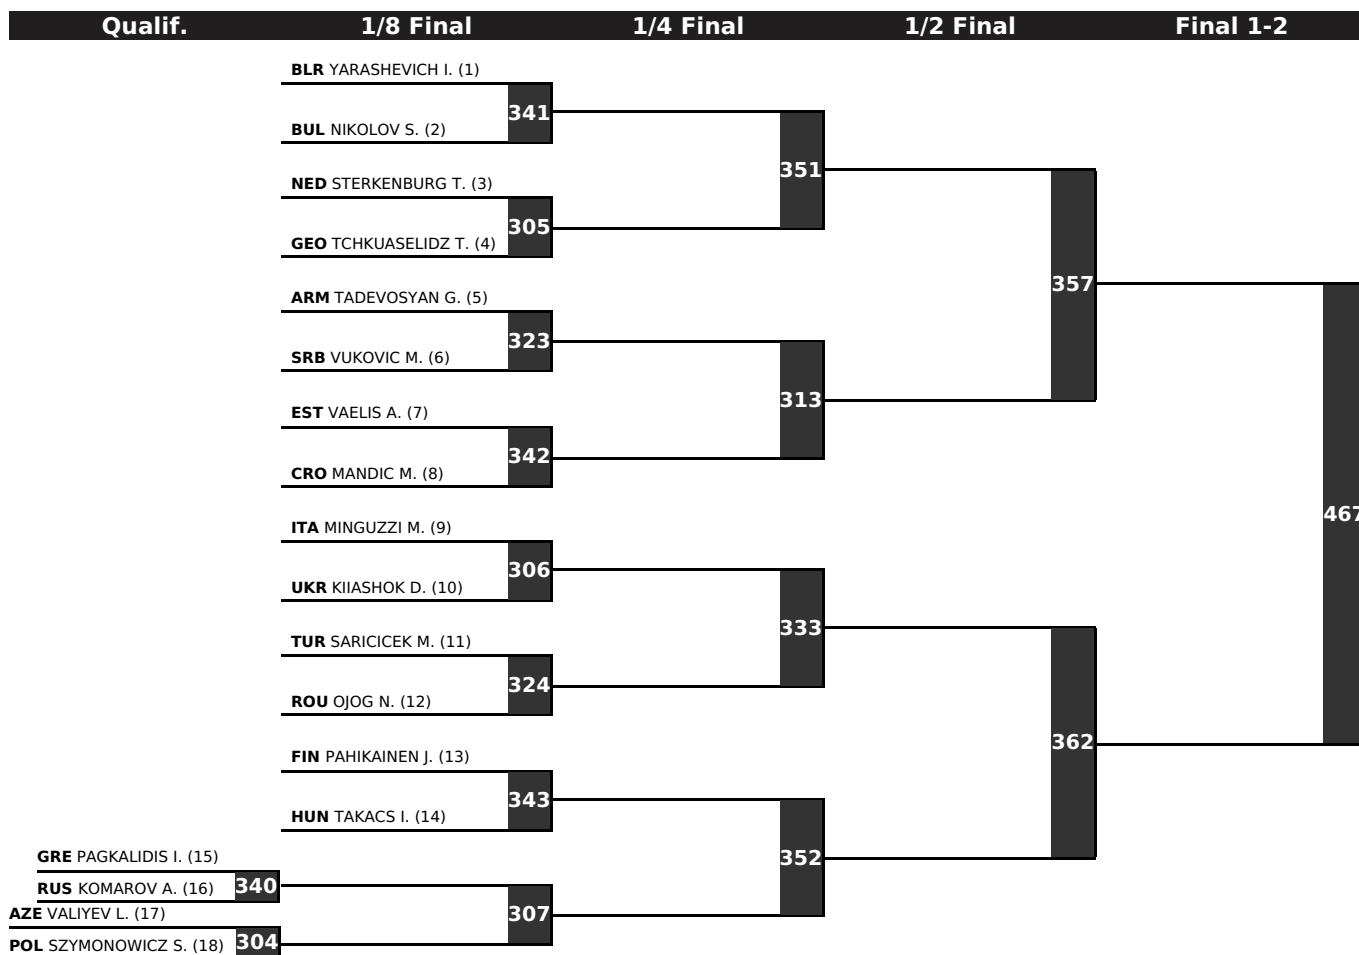 Qualif. 1/8 Final 1/4 Final 1/2 Final Final 1-2
BLR YARASHEVICH I. (1)
341
BUL NIKOLOV S. (2)
351
NED STERKENBURG T. (3)
305
GEO TCHKUASELIDZ T. (4)
357
ARM TADEVOSYAN G. (5)
323
SRB VUKOVIC M. (6)
313
EST VAELIS A. (7)
342
CRO MANDIC M. (8)
467
ITA MINGUZZI M. (9)
306
UKR KIIASHOK D. (10)
333
TUR SARICICEK M. (11)
324
ROU OJOG N. (12)
362
FIN PAHIKAINEN J. (13)
343
HUN TAKACS I. (14)
GRE PAGKALIDIS I. (15)
352
RUS KOMAROV A. (16) 340
AZE VALIYEV L. (17)
307
POL SZYMONOWICZ S. (18) 304